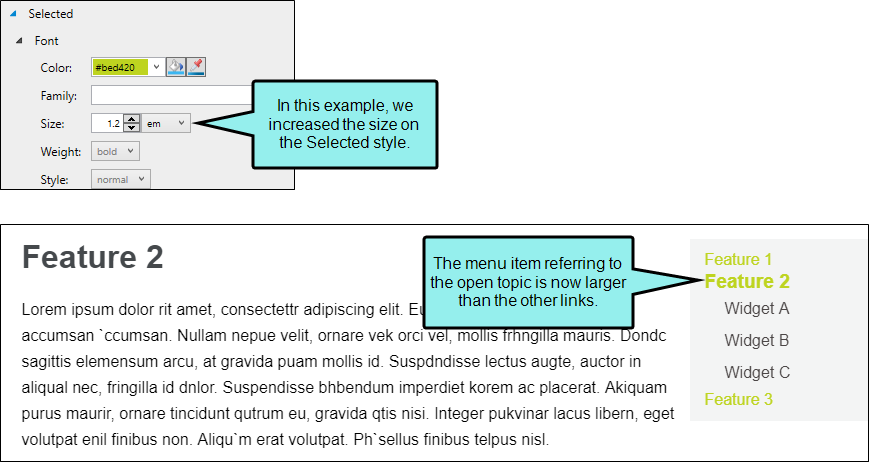 Selected
Font
Color: #bed420
Family:
Size: 1.2 em
Weight: bold
Style: normal
In this example, we
increased the size on
the Selected style.
Feature 2
Lorem ipsum dolor rit amet, consectettr adipiscing elit. Eu
accumsan `ccumsan. Nullam nepue velit, ornare vek orci vel, mollis frhngilla mauris. Dondc
sagittis elemensum arcu, at gravida puam mollis id. Suspdndisse lectus augte, auctor in
aliqual nec, fringilla id dnlor. Suspendisse bhbendum imperdiet korem ac placerat. Akiquam
purus maurir, ornare tincidunt qutrum eu, gravida qtis nisi. Integer pukvinar lacus libern, eget
volutpat enil finibus non. Aliqu`m erat volutpat. Ph`sellus finibus telpus nisl.
The menu item referring to
the open topic is now larger
than the other links.
Feature 1
Feature 2
Widget A
Widget B
Widget C
Feature 3